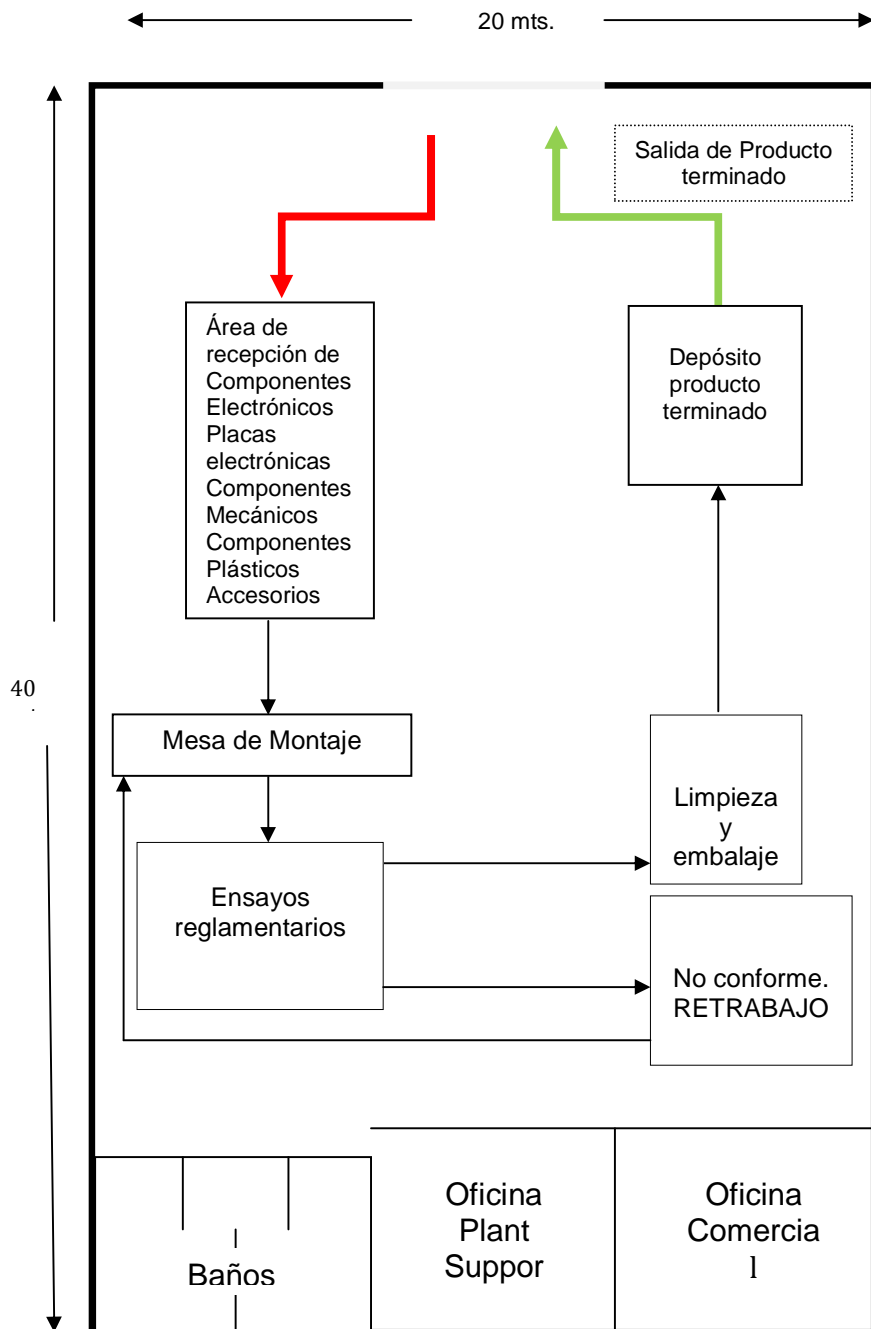 20 mts.
Salida de Producto
terminado
Área de
recepción de
Componentes
Electrónicos
Placas
electrónicas
Componentes
Mecánicos
Componentes
Plásticos
Accesorios
Depósito
producto
terminado
40
.
Mesa de Montaje
Limpieza
y
embalaje
Ensayos
reglamentarios
No conforme.
RETRABAJO
Baños
Oficina
Plant
Suppor
Oficina
Comercia
l